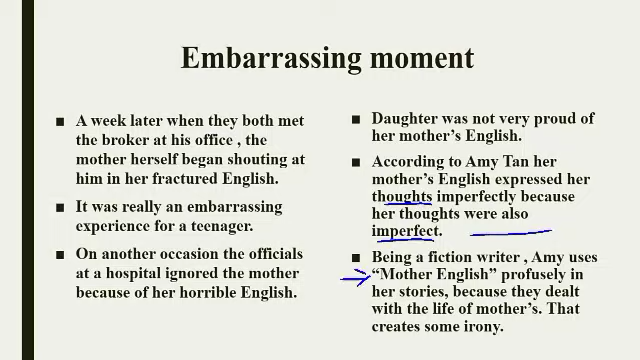 Embarrassing moment
■ A week later when they both met
the broker at his office , the
mother herself began shouting at
him in her fractured English.
■ It was really an embarrassing
experience for a teenager.
■ On another occasion the officials
at a hospital ignored the mother
because of her horrible English.
■ Daughter was not very proud of
her mother’s English.
■ According to Amy Tan her
mother’s English expressed her
thoughts imperfectly because
her thoughts were also
imperfect.
■ Being a fiction writer , Amy uses
“Mother English” profusely in
her stories, because they dealt
with the life of mother’s. That
creates some irony.